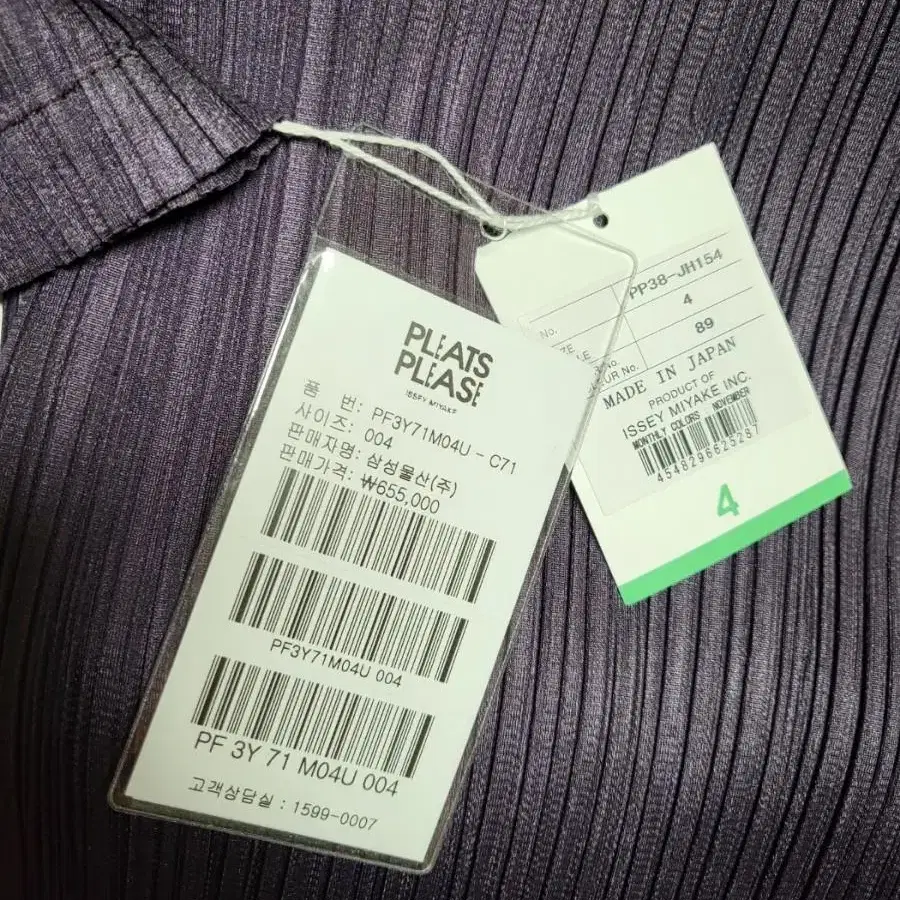 PLEATS
PLEASE
ISSEY MIYAKE
품 번: PF3Y71M04U - C71
사이즈: 004
판매자명: 삼성물산(주)
판매가격: ₩655,000
PF3Y71M04U 004
PF 3Y 71 M04U 004
고객상담실 : 1599-0007
No. PP38-JH154
4
No. 89
MADE IN JAPAN
PRODUCT OF
ISSEY MIYAKE INC.
MONTHLY COLORS : NOVEMBER
4548296625287
4